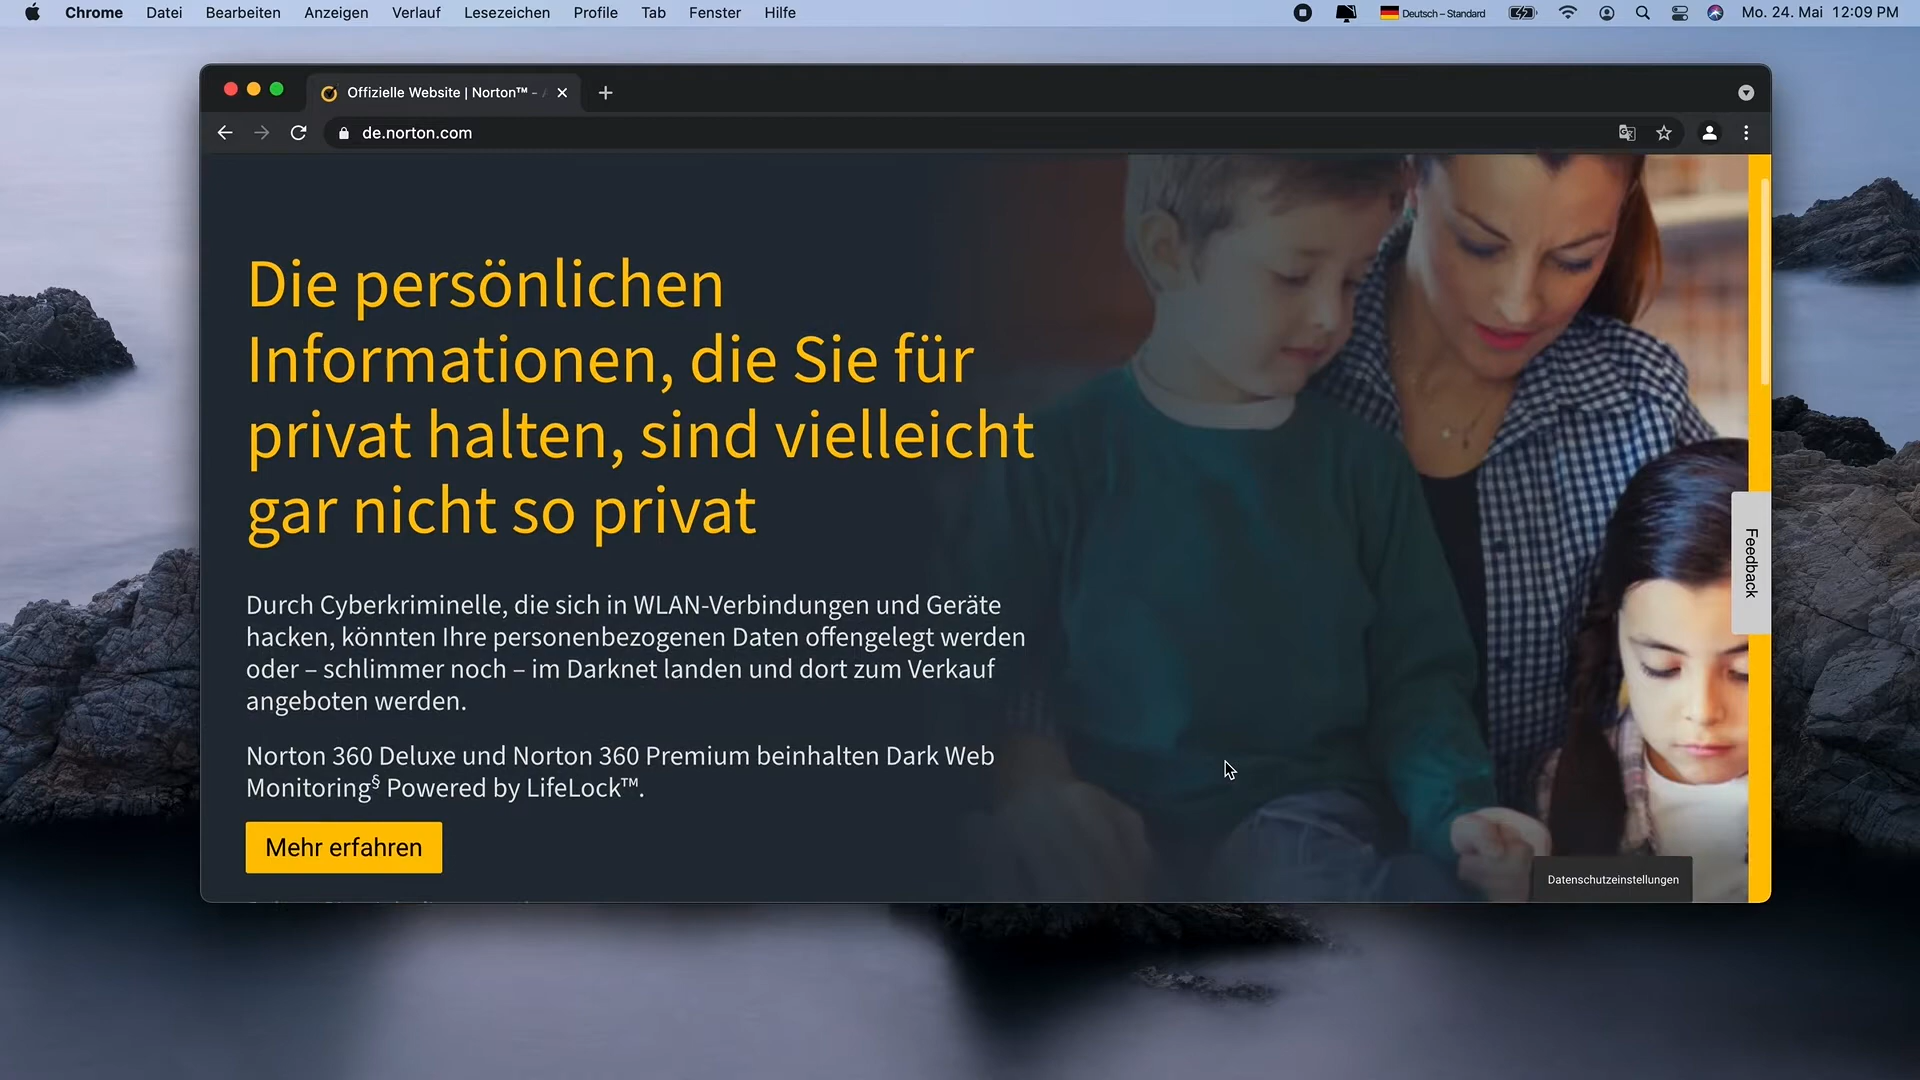 Chrome Datei Bearbeiten Anzeigen Verlauf Lesezeichen Profile Tab Fenster Hilfe Deutsch – Standard Mo. 24. Mai 12:09 PM
Offizielle Website | Norton™ -
de.norton.com
Die persönlichen
Informationen, die Sie für
privat halten, sind vielleicht
gar nicht so privat
Durch Cyberkriminelle, die sich in WLAN-Verbindungen und Geräte
hacken, könnten Ihre personenbezogenen Daten offengelegt werden
oder – schlimmer noch – im Darknet landen und dort zum Verkauf
angeboten werden.
Norton 360 Deluxe und Norton 360 Premium beinhalten Dark Web
Monitoring§ Powered by LifeLock™.
Mehr erfahren
Feedback
Datenschutzeinstellungen